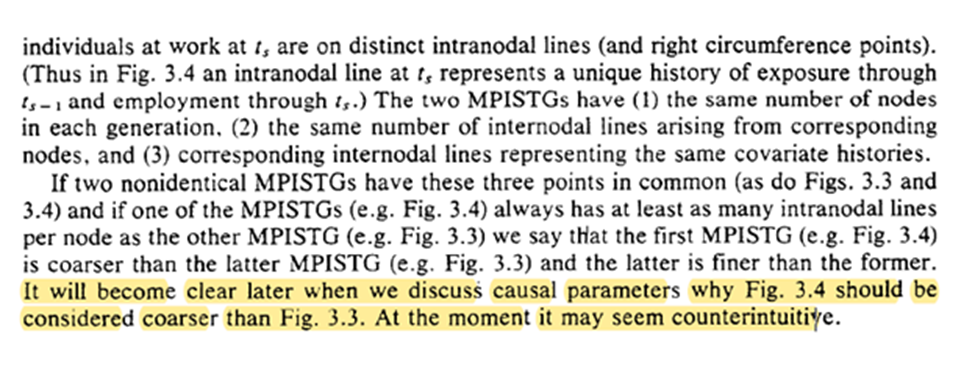 individuals at work at tₛ are on distinct intranodal lines (and right circumference points).
(Thus in Fig. 3.4 an intranodal line at tₛ represents a unique history of exposure through
tₛ₋₁ and employment through tₛ.) The two MPISTGs have (1) the same number of nodes
in each generation, (2) the same number of internodal lines arising from corresponding
nodes, and (3) corresponding internodal lines representing the same covariate histories.
If two nonidentical MPISTGs have these three points in common (as do Figs. 3.3 and
3.4) and if one of the MPISTGs (e.g. Fig. 3.4) always has at least as many intranodal lines
per node as the other MPISTG (e.g. Fig. 3.3) we say that the first MPISTG (e.g. Fig. 3.4)
is coarser than the latter MPISTG (e.g. Fig. 3.3) and the latter is finer than the former.
It will become clear later when we discuss causal parameters why Fig. 3.4 should be
considered coarser than Fig. 3.3. At the moment it may seem counterintuitive.